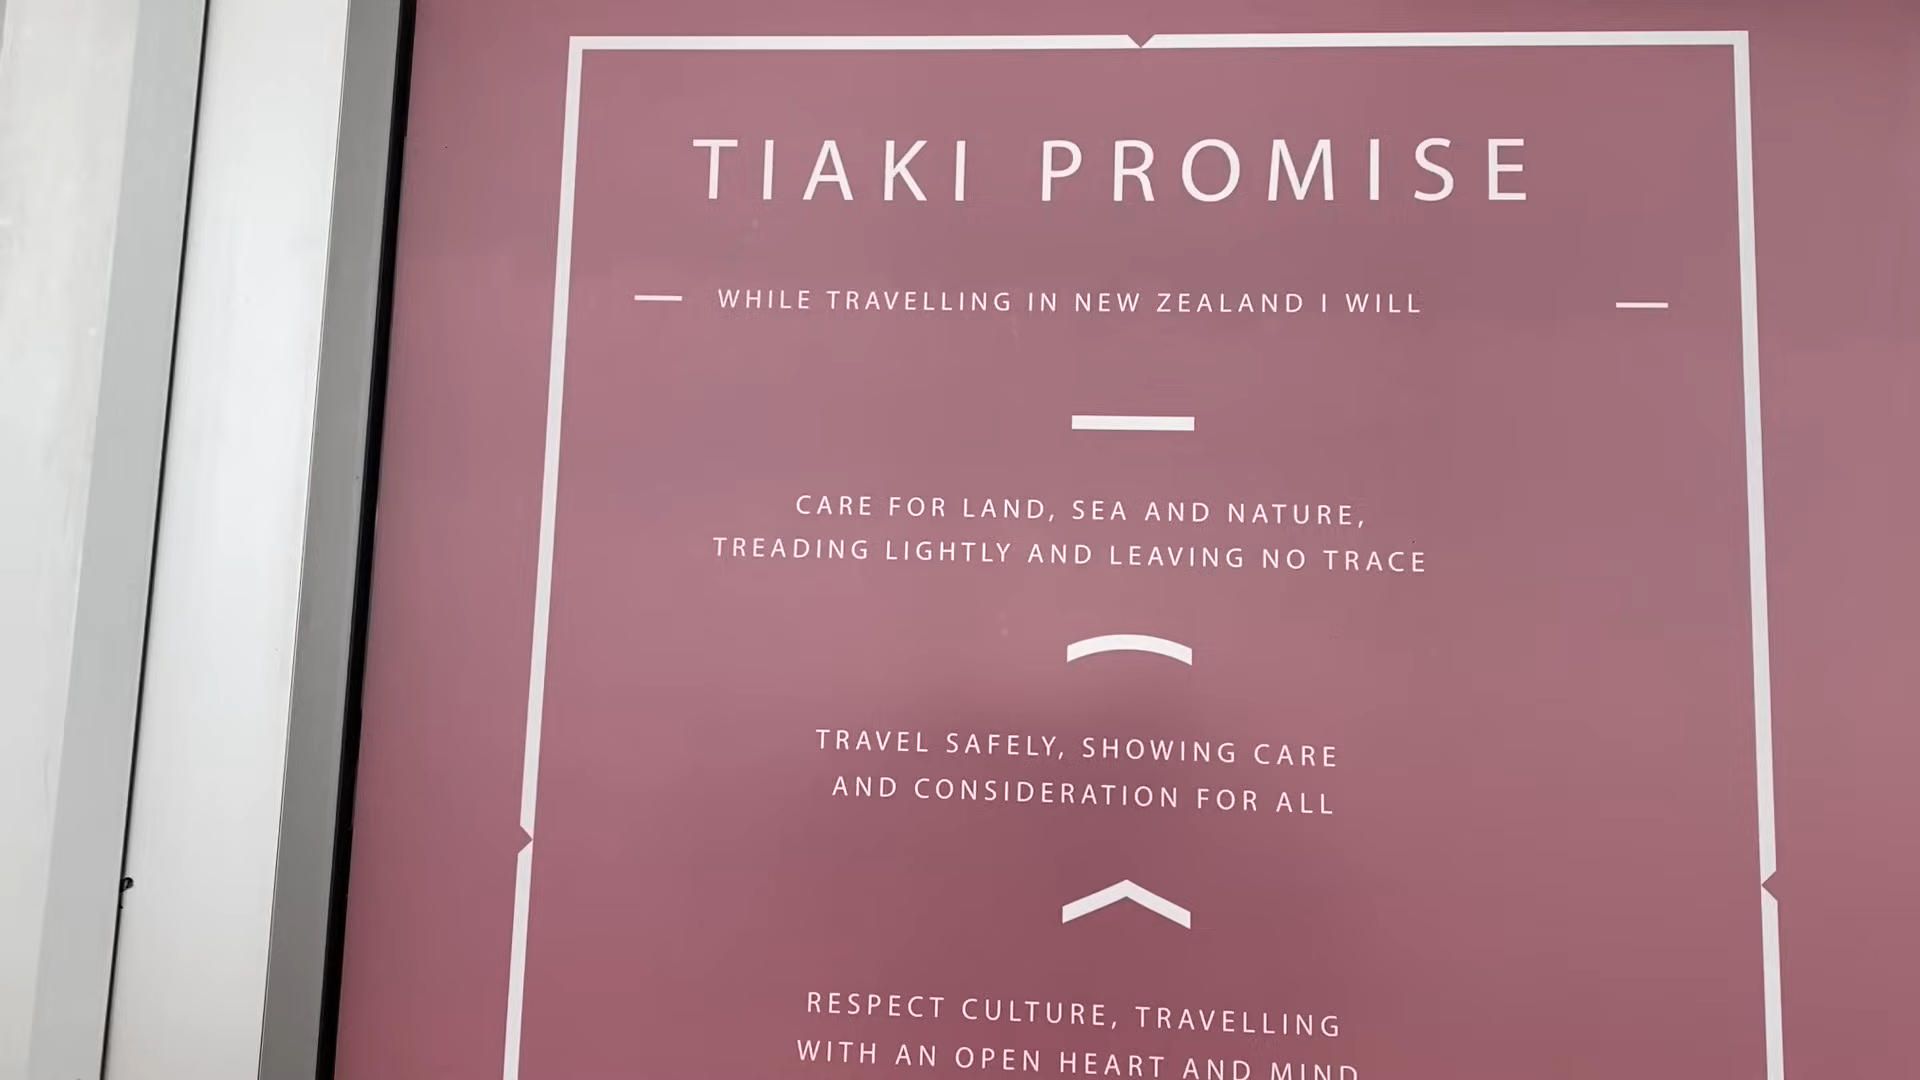 TIAKI PROMISE
WHILE TRAVELLING IN NEW ZEALAND I WILL
CARE FOR LAND, SEA AND NATURE,
TREADING LIGHTLY AND LEAVING NO TRACE
TRAVEL SAFELY, SHOWING CARE
AND CONSIDERATION FOR ALL
RESPECT CULTURE, TRAVELLING
WITH AN OPEN HEART AND MIND